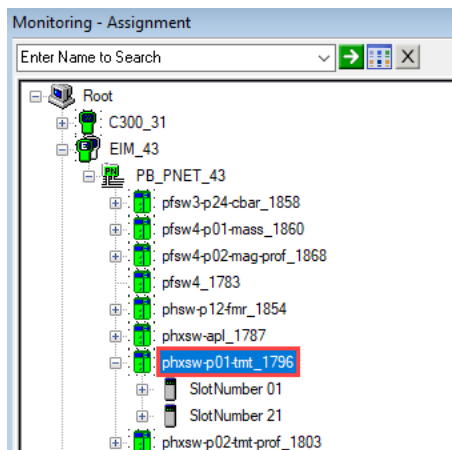 Monitoring - Assignment
Enter Name to Search
Root
C300_31
EIM_43
PB_PNET_43
pfsw3-p24-cbar_1858
pfsw4-p01-mass_1860
pfsw4-p02-mag-prof_1868
pfsw4_1783
phsw-p12-fmr_1854
phxsw-apl_1787
phxsw-p01-tmt_1796
SlotNumber 01
SlotNumber 21
phxsw-p02-tmt-prof_1803